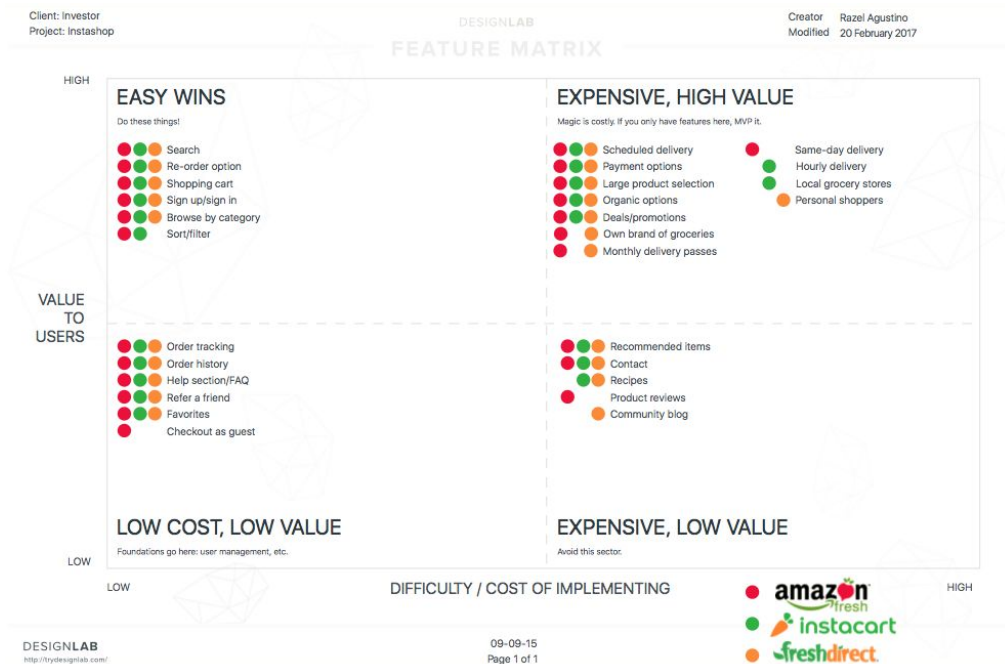 Client: Investor
Project: Instashop
DESIGNLAB
FEATURE MATRIX
Creator Razel Agustino
Modified 20 February 2017
HIGH
EASY WINS
Do these things!
Search
Re-order option
Shopping cart
Sign up/sign in
Browse by category
Sort/filter
EXPENSIVE, HIGH VALUE
Magic is costly. If you only have features here, MVP it.
Scheduled delivery
Payment options
Large product selection
Organic options
Deals/promotions
Own brand of groceries
Monthly delivery passes
Same-day delivery
Hourly delivery
Local grocery stores
Personal shoppers
VALUE
TO
USERS
Order tracking
Order history
Help section/FAQ
Refer a friend
Favorites
Checkout as guest
LOW COST, LOW VALUE
Foundations go here: user management, etc.
Recommended items
Contact
Recipes
Product reviews
Community blog
EXPENSIVE, LOW VALUE
Avoid this sector.
LOW
LOW
DIFFICULTY / COST OF IMPLEMENTING
HIGH
amazon
fresh
instacart
freshdirect.
DESIGNLAB
http://trydesignlab.com/
09-09-15
Page 1 of 1